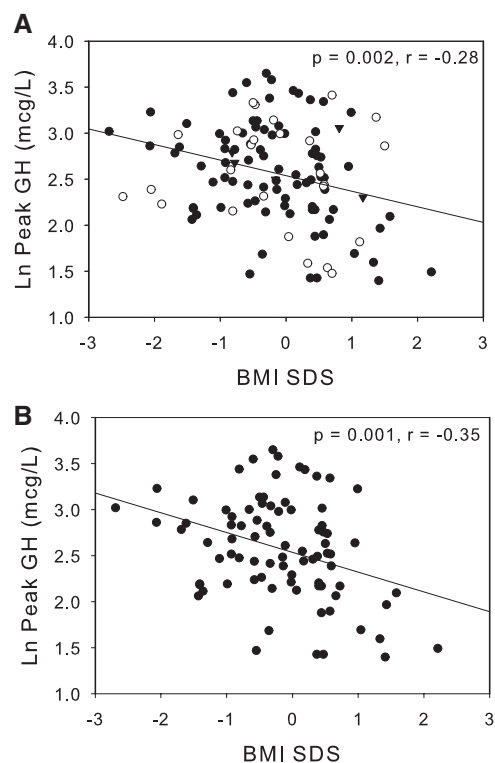 A
p = 0.002, r = -0.28
Ln Peak GH (mcg/L)
4.0
3.5
3.0
2.5
2.0
1.5
1.0
-3 -2 -1 0 1 2 3
BMI SDS
B
p = 0.001, r = -0.35
Ln Peak GH (mcg/L)
4.0
3.5
3.0
2.5
2.0
1.5
1.0
-3 -2 -1 0 1 2 3
BMI SDS